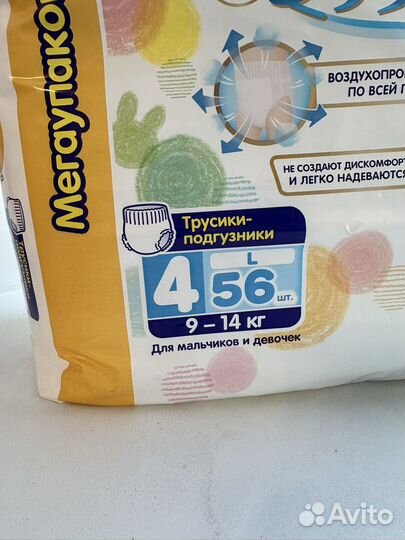 Мегаупаков
ВОЗДУХОПРО
ПО ВСЕЙ П
НЕ СОЗДАЮТ ДИСКОМФОРТ
И ЛЕГКО НАДЕВАЮТСЯ
Трусики-
подгузники
L
4 56 шт.
9 – 14 кг
Для мальчиков и девочек
Avito